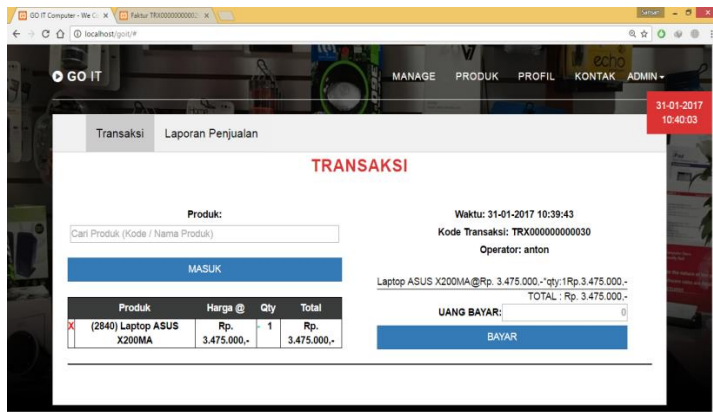 GO IT Computer - We C
Faktur TRX00000000002
localhost/goit/#
GO IT
MANAGE PRODUK PROFIL KONTAK ADMIN
31-01-2017
10:40:03
Transaksi Laporan Penjualan
TRANSAKSI
Produk:
Cari Produk (Kode / Nama Produk)
MASUK
Produk Harga @ Qty Total
X (2840) Laptop ASUS X200MA Rp. 3.475.000,- - 1 Rp. 3.475.000,-
Waktu: 31-01-2017 10:39:43
Kode Transaksi: TRX000000000030
Operator: anton
Laptop ASUS X200MA@Rp. 3.475.000,-*qty:1Rp.3.475.000,-
TOTAL : Rp. 3.475.000,-
UANG BAYAR: 0
BAYAR
echo